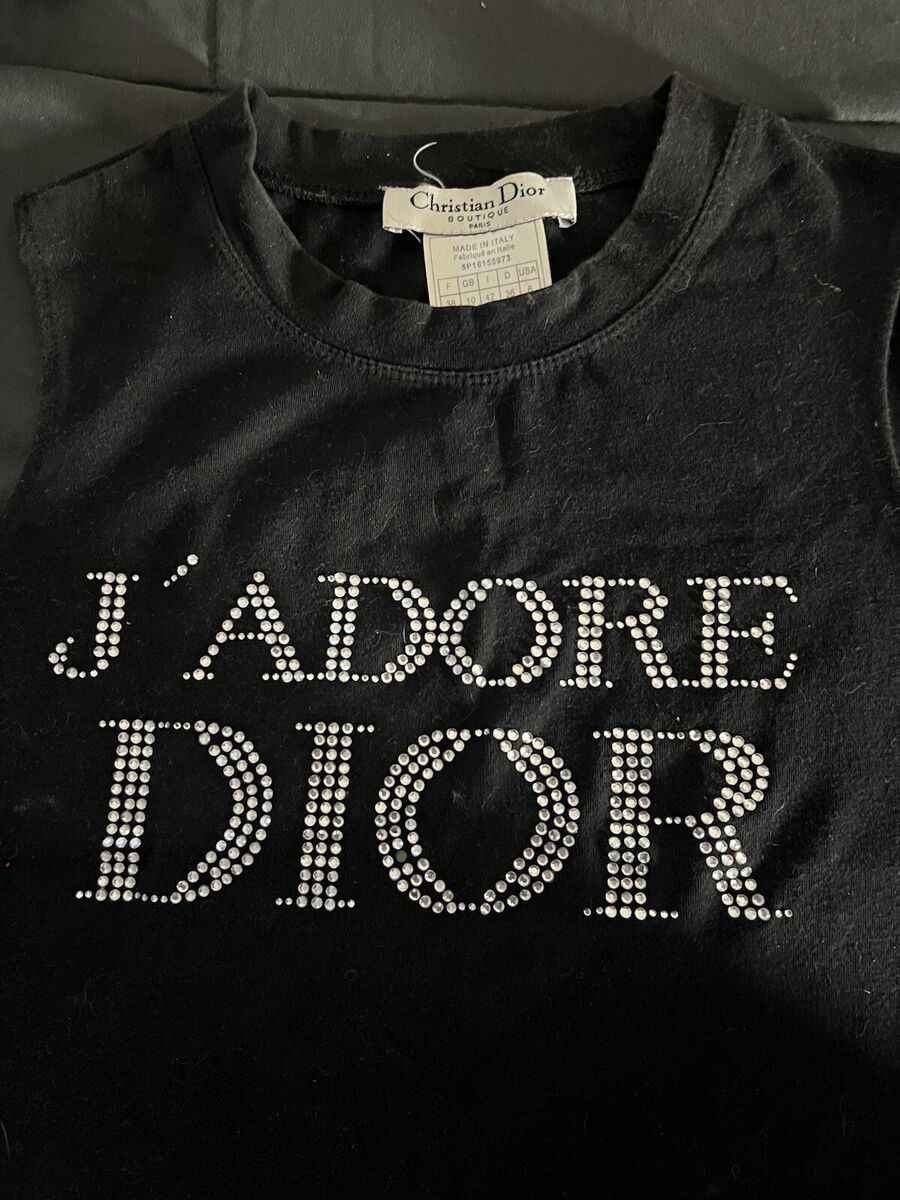 Christian Dior
BOUTIQUE
PARIS
MADE IN ITALY
Fabriqué en Italie
5P16155973
F GB I D USA
38 10 42 36 6
J'ADORE
DIOR